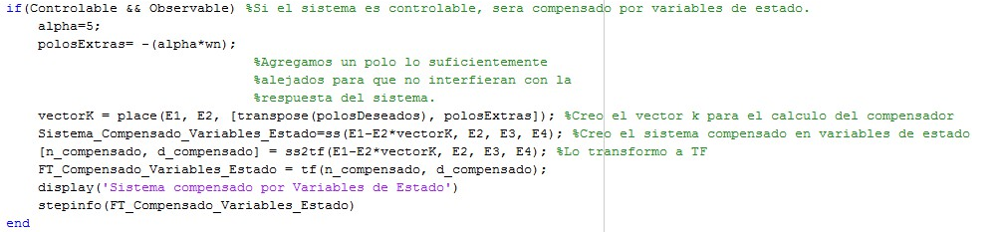 if(Controlable && Observable) %Si el sistema es controlable, sera compensado por variables de estado.
alpha=5;
polosExtras= -(alpha*wn);
%Agregamos un polo lo suficientemente
%alejados para que no interfieran con la
%respuesta del sistema.
vectorK = place(E1, E2, [transpose(polosDeseados), polosExtras]); %Creo el vector k para el calculo del compensador
Sistema_Compensado_Variables_Estado=ss(E1-E2*vectorK, E2, E3, E4); %Creo el sistema compensado en variables de estado
[n_compensado, d_compensado] = ss2tf(E1-E2*vectorK, E2, E3, E4); %Lo transformo a TF
FT_Compensado_Variables_Estado = tf(n_compensado, d_compensado);
display('Sistema compensado por Variables de Estado')
stepinfo(FT_Compensado_Variables_Estado)
end